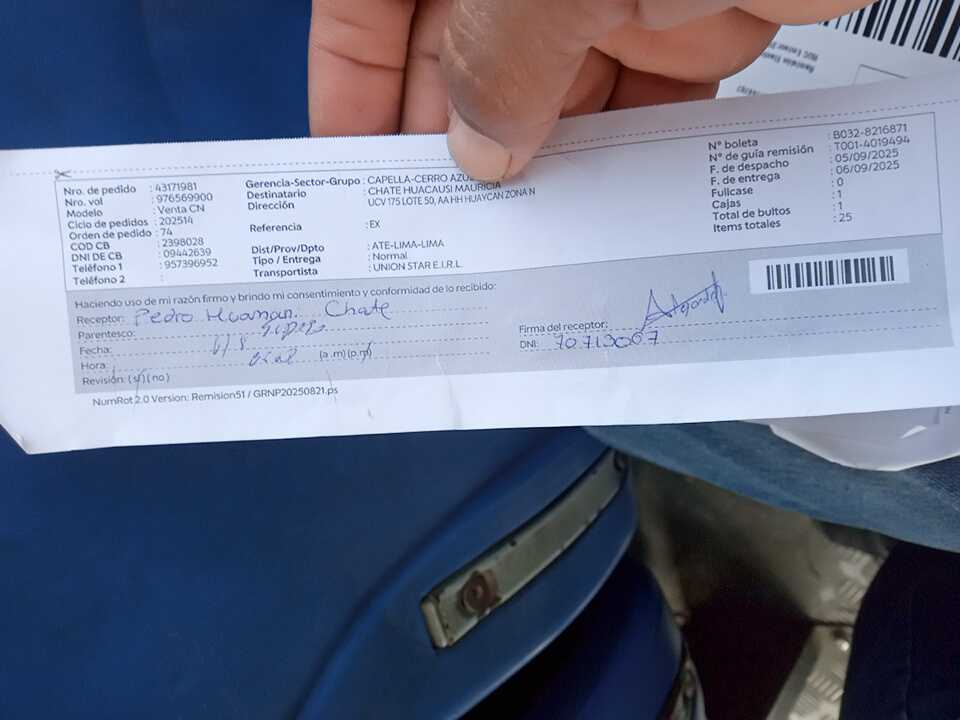 Nro. de pedido : 43171981
Nro. vol : 976569900
Modelo : Venta CN
Ciclo de pedidos : 202514
Orden de pedido : 74
COD CB : 2398028
DNI DE CB : 09442639
Teléfono 1 : 957396952
Teléfono 2 :
Gerencia-Sector-Grupo : CAPELLA-CERRO AZU
Destinatario : CHATE HUACAUSI MAURICIA
Dirección UCV 175 LOTE 50, AA HH HUAYCAN ZONA N
Referencia : EX
Dist/Prov/Dpto : ATE-LIMA-LIMA
Tipo / Entrega : Normal
Transportista : UNION STAR E.I.R.L.
N° boleta : B032-8216871
N° de guía remisión : T001-4019494
F. de despacho : 05/09/2025
F. de entrega : 06/09/2025
Fullcase : 0
Cajas : 1
Total de bultos : 1
Items totales : 25
Haciendo uso de mi razón firmo y brindo mi consentimiento y conformidad de lo recibido:
Receptor: Pedro Huaman Chate
Parentesco:
Fecha:
Hora: (a.m)(p.m)
Revisión: (si)(no)
Firma del receptor:
DNI: 70713007
NumRot 2.0 Version: Remision51 / GRNP20250821.ps